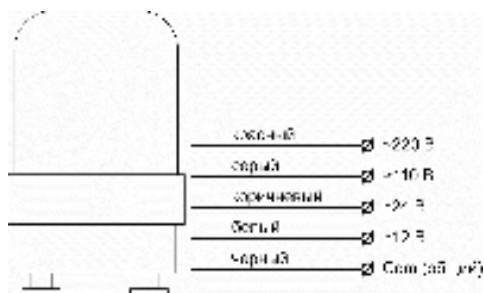 красный ~220 В
серый ~110 В
коричневый ~24 В
белый ~12 В
черный Com (общий)